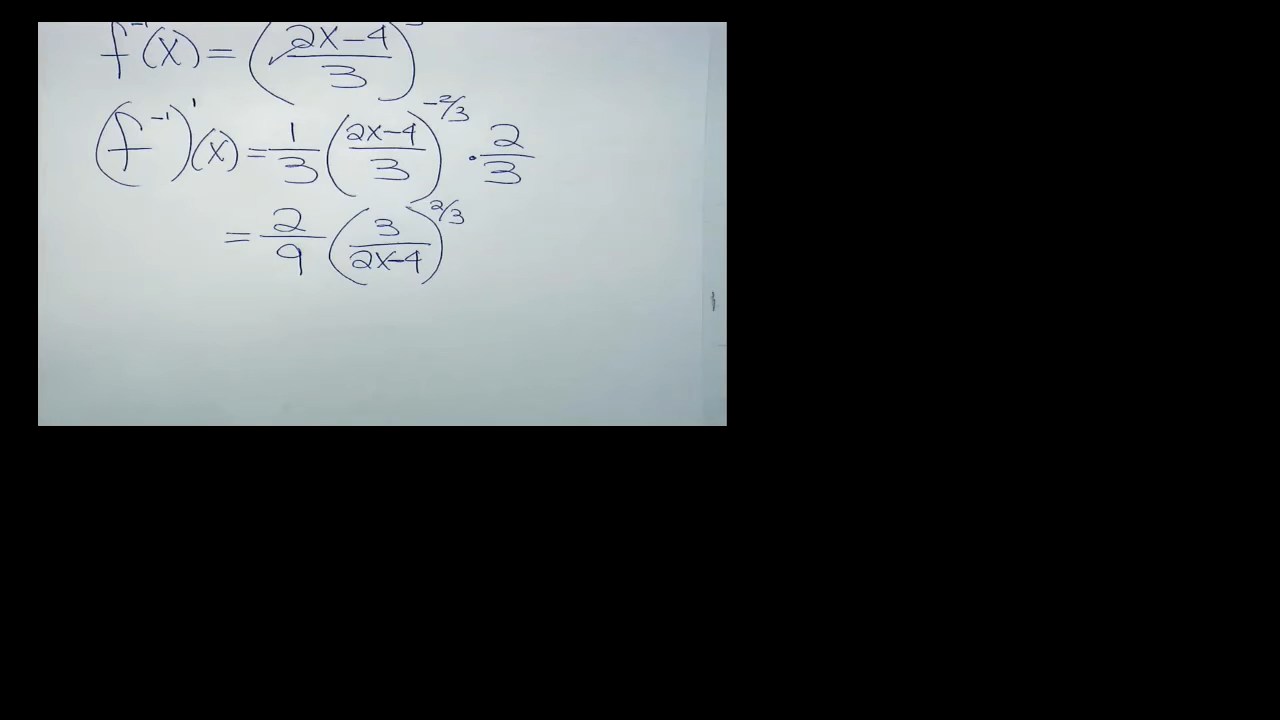 f⁻¹(x) = ((2x-4)/3)
(f⁻¹)'(x) = 1/3 ((2x-4)/3)^(-2/3) · 2/3
= 2/9 (3/(2x-4))^(2/3)